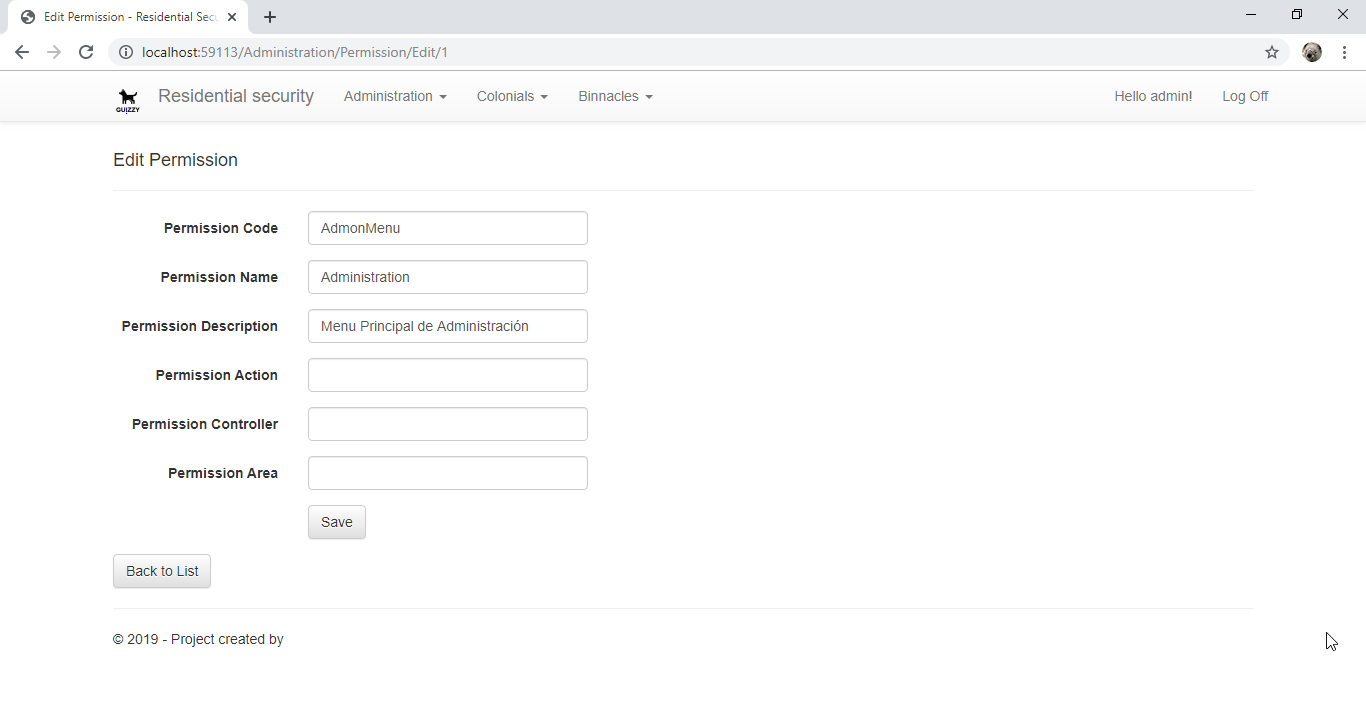 Edit Permission - Residential Secu
localhost:59113/Administration/Permission/Edit/1
GUIZZY
Residential security Administration Colonials Binnacles Hello admin! Log Off
Edit Permission
Permission Code AdmonMenu
Permission Name Administration
Permission Description Menu Principal de Administración
Permission Action
Permission Controller
Permission Area
Save
Back to List
© 2019 - Project created by